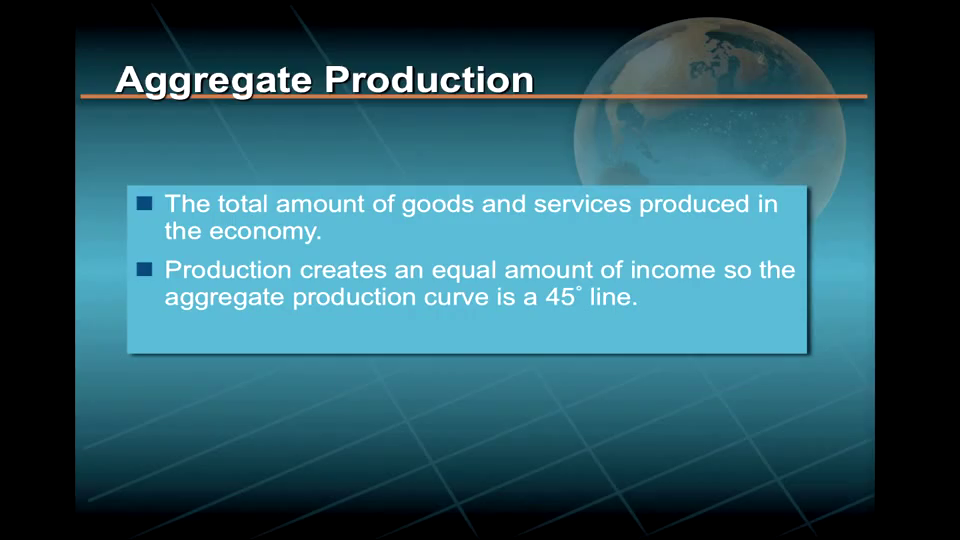 Aggregate Production
The total amount of goods and services produced in
the economy.
Production creates an equal amount of income so the
aggregate production curve is a 45° line.